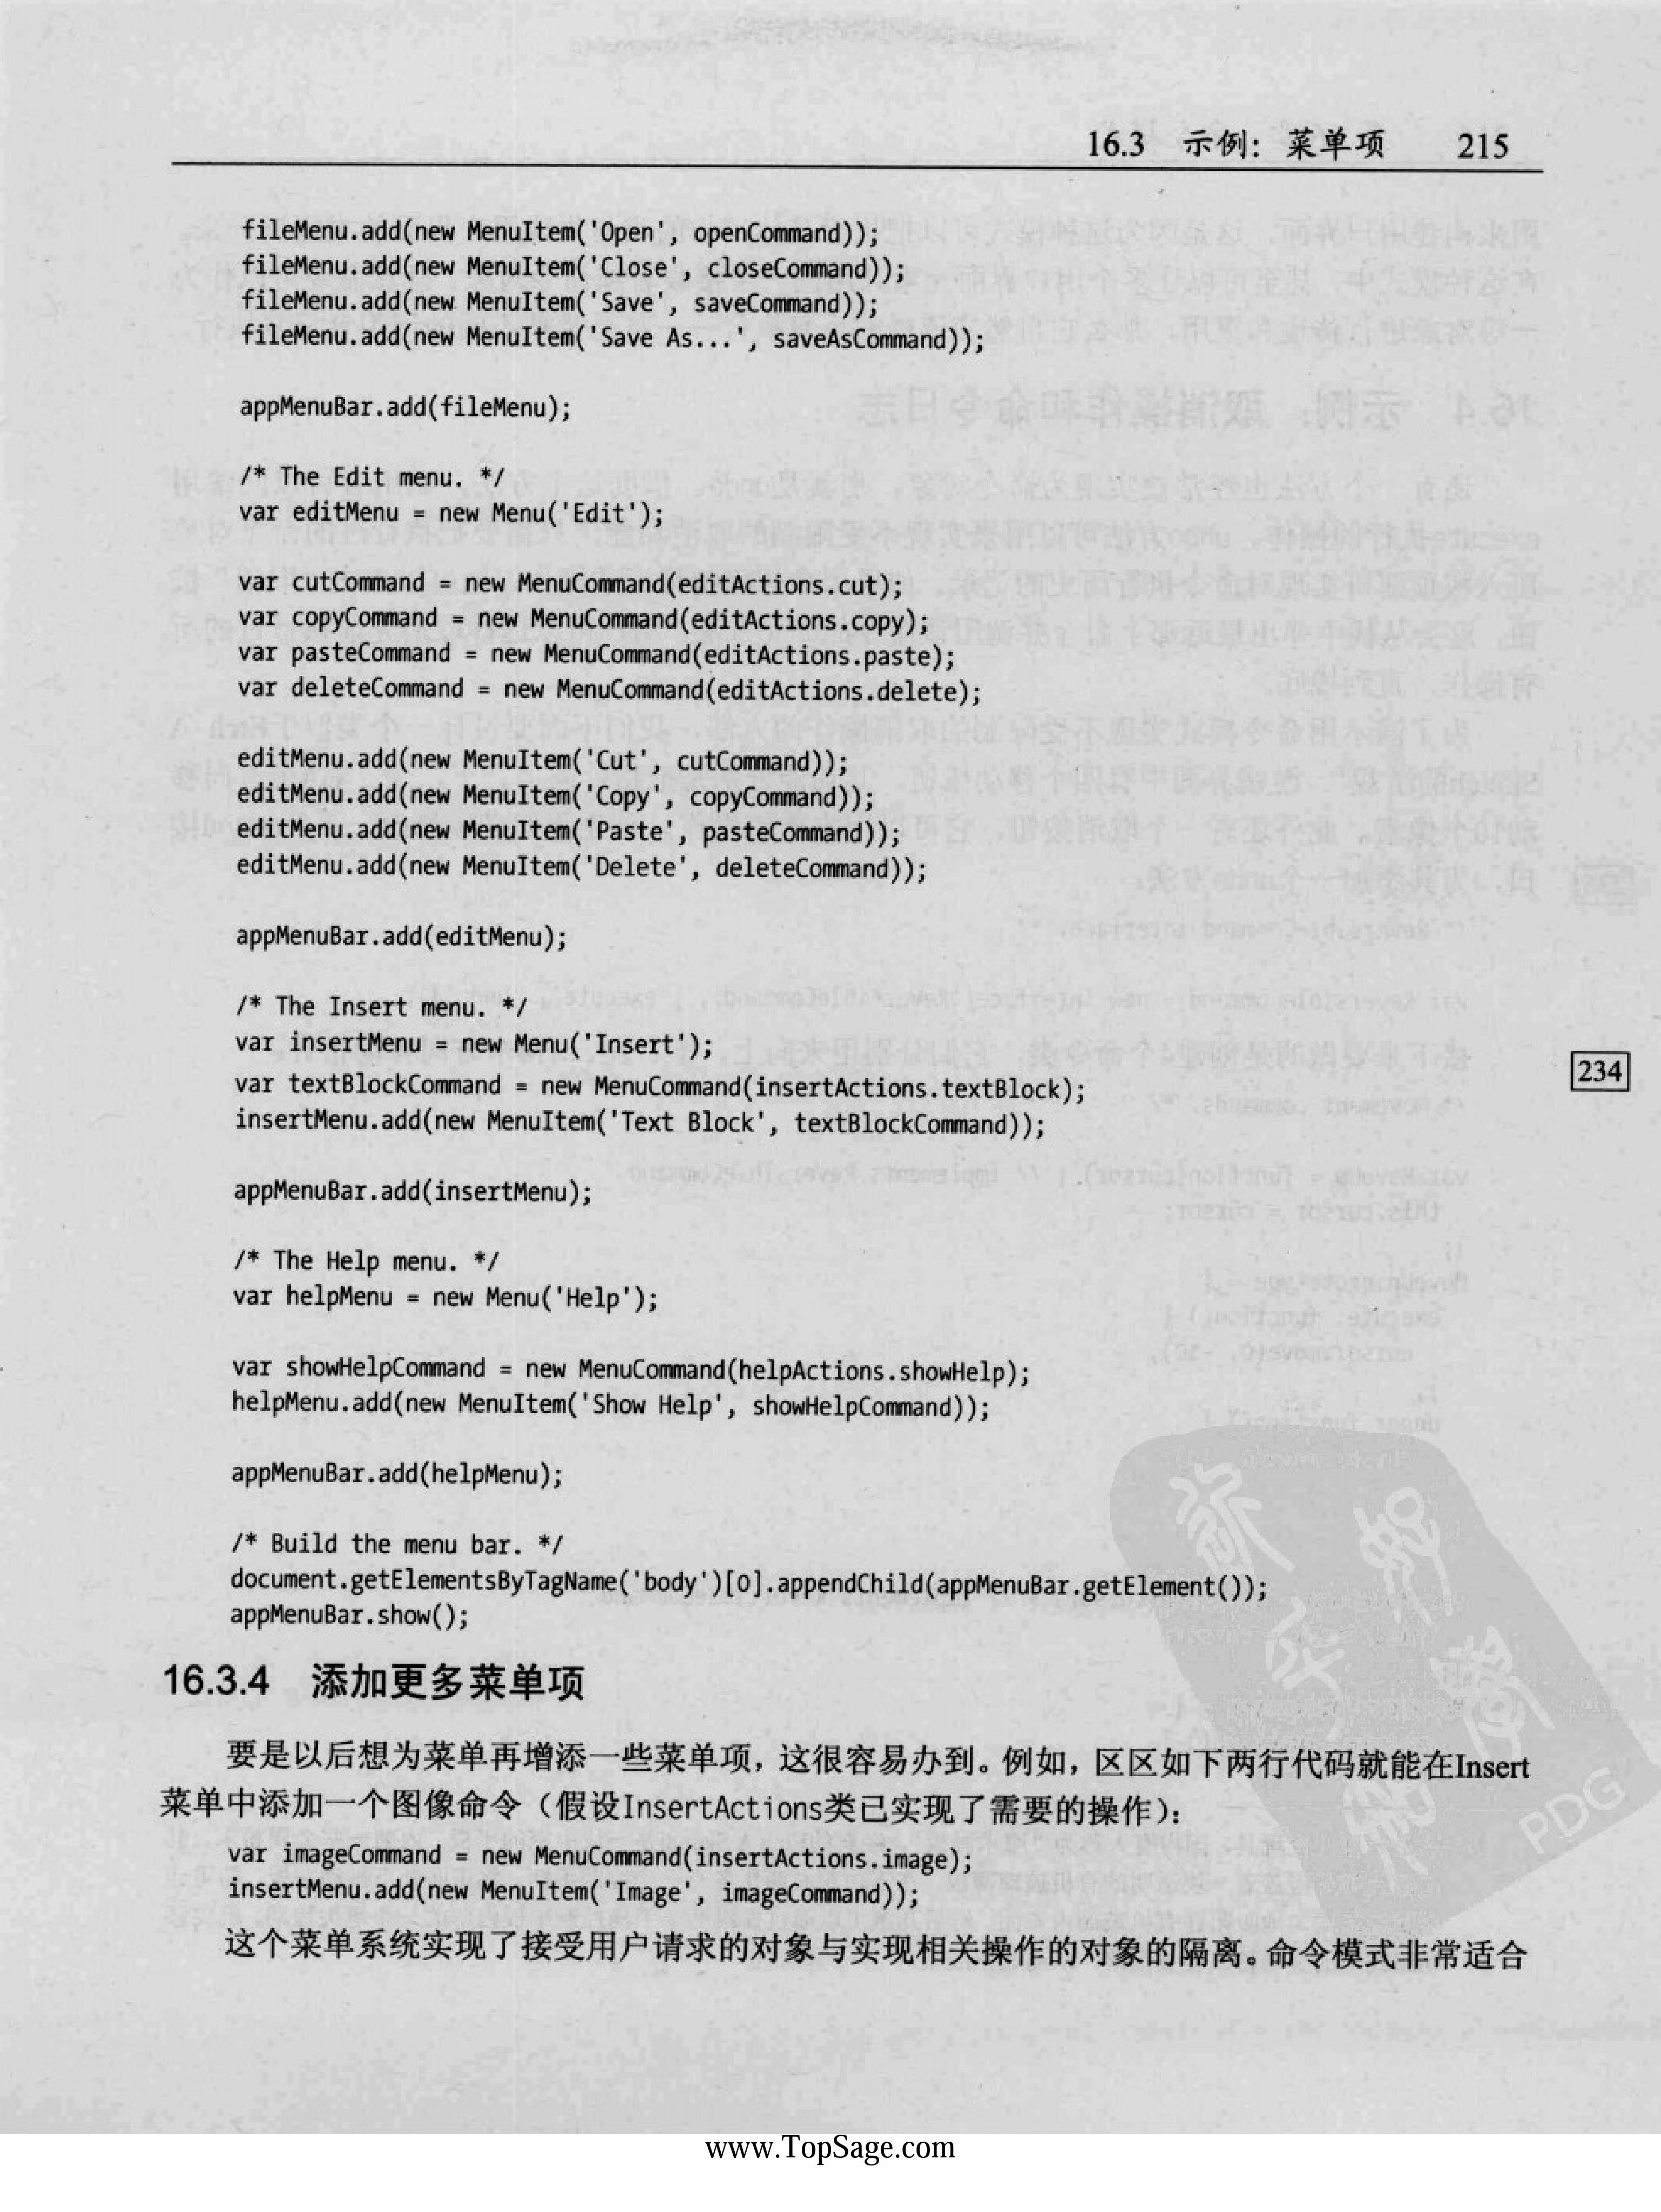 16.3 示例：菜单项 215
fileMenu.add(new MenuItem('Open', openCommand));
fileMenu.add(new MenuItem('Close', closeCommand));
fileMenu.add(new MenuItem('Save', saveCommand));
fileMenu.add(new MenuItem('Save As...', saveAsCommand));
appMenuBar.add(fileMenu);
/* The Edit menu. */
var editMenu = new Menu('Edit');
var cutCommand = new MenuCommand(editActions.cut);
var copyCommand = new MenuCommand(editActions.copy);
var pasteCommand = new MenuCommand(editActions.paste);
var deleteCommand = new MenuCommand(editActions.delete);
editMenu.add(new MenuItem('Cut', cutCommand));
editMenu.add(new MenuItem('Copy', copyCommand));
editMenu.add(new MenuItem('Paste', pasteCommand));
editMenu.add(new MenuItem('Delete', deleteCommand));
appMenuBar.add(editMenu);
/* The Insert menu. */
var insertMenu = new Menu('Insert');
234
var textBlockCommand = new MenuCommand(insertActions.textBlock);
insertMenu.add(new MenuItem('Text Block', textBlockCommand));
appMenuBar.add(insertMenu);
/* The Help menu. */
var helpMenu = new Menu('Help');
var showHelpCommand = new MenuCommand(helpActions.showHelp);
helpMenu.add(new MenuItem('Show Help', showHelpCommand));
appMenuBar.add(helpMenu);
/* Build the menu bar. */
document.getElementsByTagName('body')[0].appendChild(appMenuBar.getElement());
appMenuBar.show();
16.3.4 添加更多菜单项
要是以后想为菜单再增添一些菜单项，这很容易办到。例如，区区如下两行代码就能在Insert
菜单中添加一个图像命令（假设InsertActions类已实现了需要的操作）：
var imageCommand = new MenuCommand(insertActions.image);
insertMenu.add(new MenuItem('Image', imageCommand));
这个菜单系统实现了接受用户请求的对象与实现相关操作的对象的隔离。命令模式非常适合
PDG
www.TopSage.com